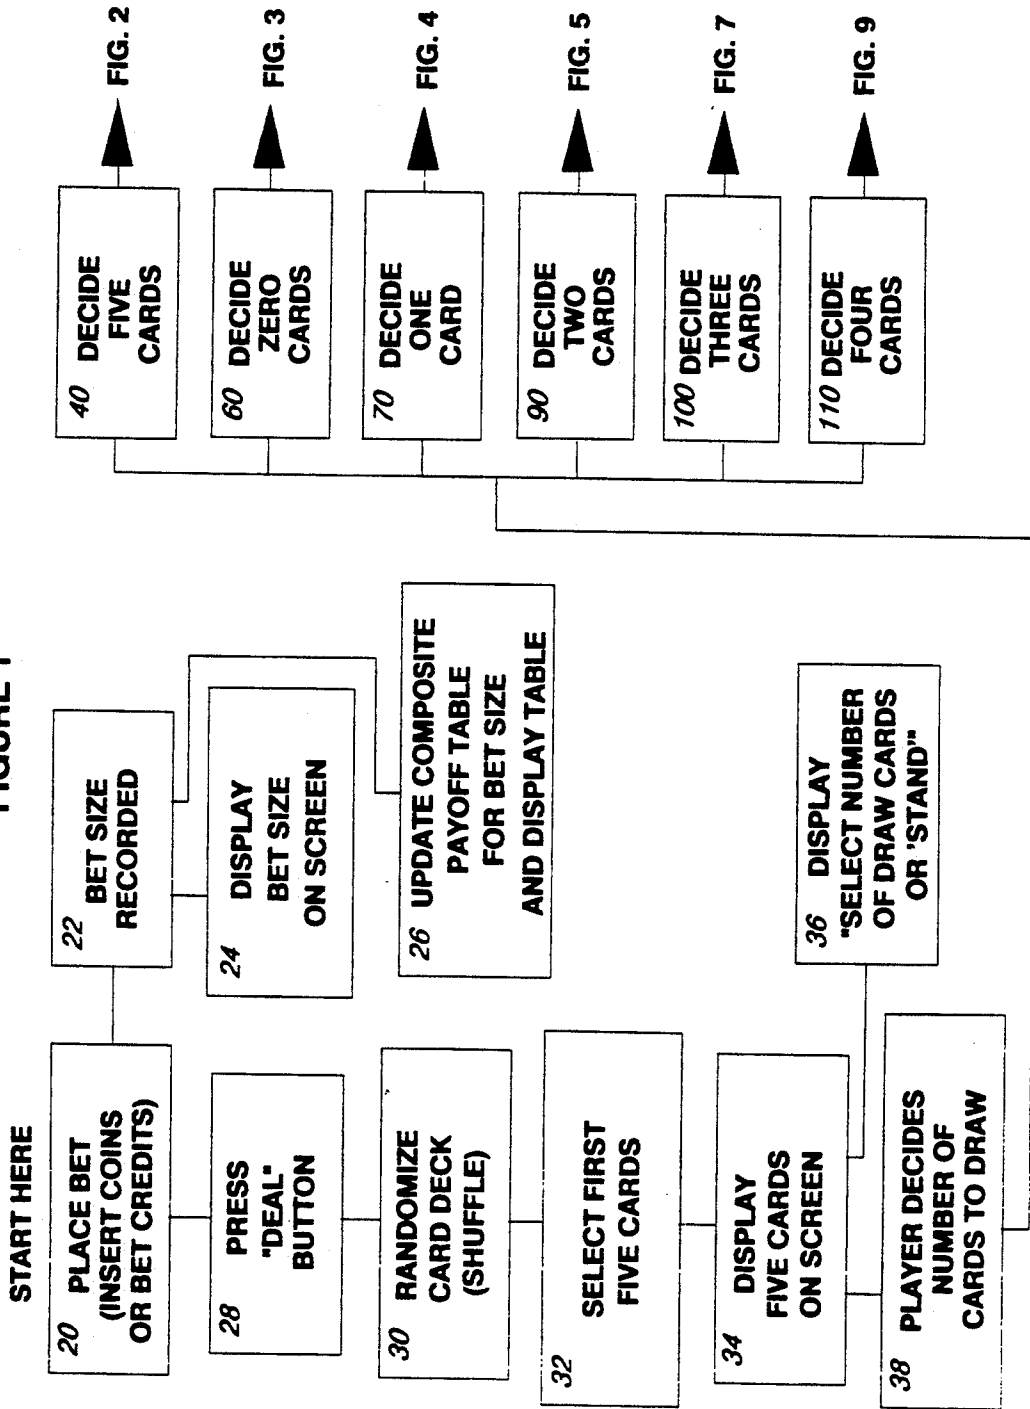 FIGURE 1
START HERE
20 PLACE BET
(INSERT COINS
OR BET CREDITS)
22 BET SIZE
RECORDED
24 DISPLAY
BET SIZE
ON SCREEN
26 UPDATE COMPOSITE
PAYOFF TABLE
FOR BET SIZE
AND DISPLAY TABLE
28 PRESS
"DEAL"
BUTTON
30 RANDOMIZE
CARD DECK
(SHUFFLE)
32 SELECT FIRST
FIVE CARDS
34 DISPLAY
FIVE CARDS
ON SCREEN
36 DISPLAY
"SELECT NUMBER
OF DRAW CARDS
OR 'STAND'"
38 PLAYER DECIDES
NUMBER OF
CARDS TO DRAW
40 DECIDE
FIVE
CARDS
FIG. 2
60 DECIDE
ZERO
CARDS
FIG. 3
70 DECIDE
ONE
CARD
FIG. 4
90 DECIDE
TWO
CARDS
FIG. 5
100 DECIDE
THREE
CARDS
FIG. 7
110 DECIDE
FOUR
CARDS
FIG. 9